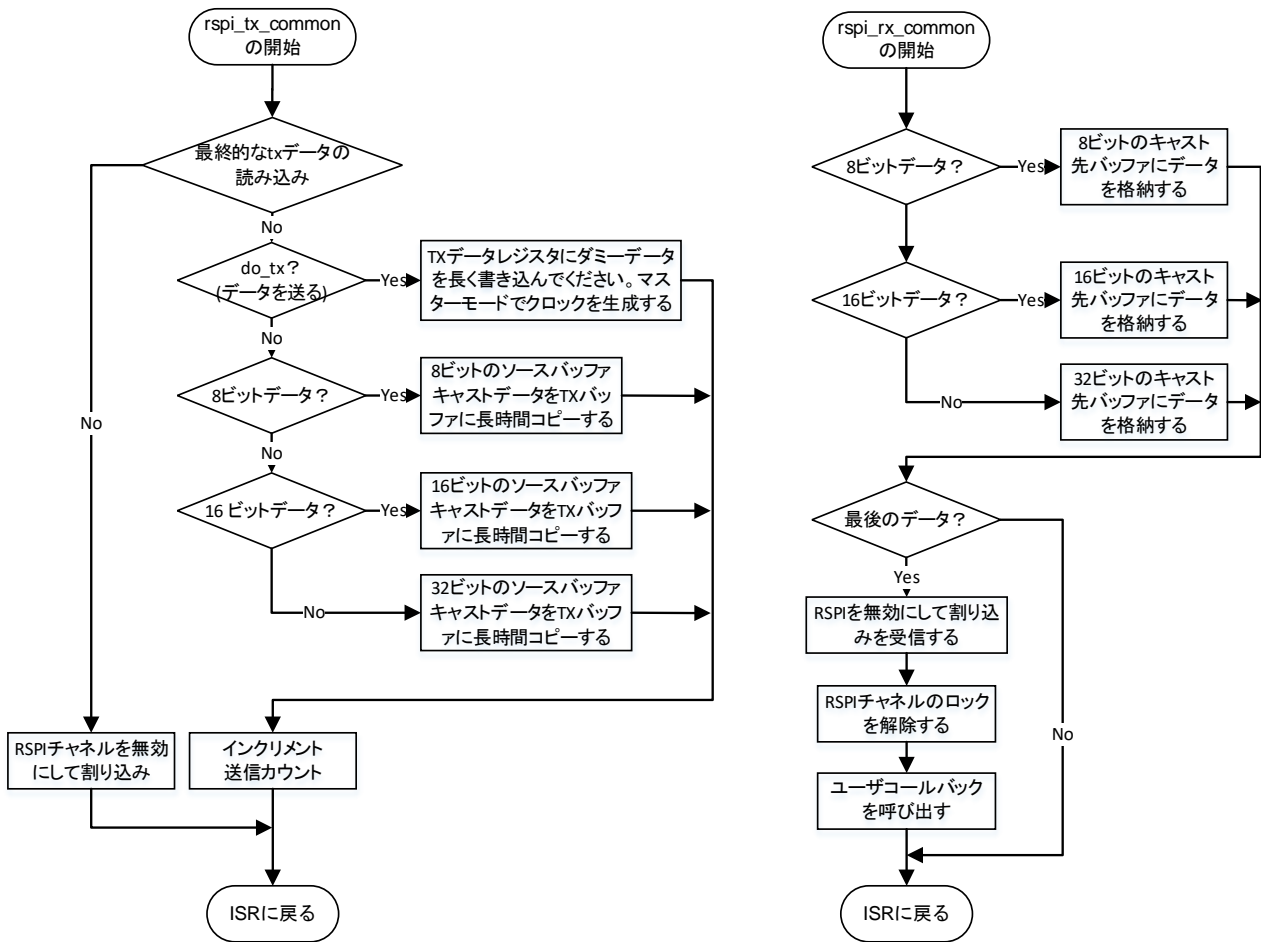 rspi_tx_common
の開始
最終的なtxデータの
読み込み
No
do_tx？
(データを送る)
Yes
TXデータレジスタにダミーデータ
を長く書き込んでください。マス
ターモードでクロックを生成する
No
8ビットデータ？
Yes
8ビットのソースバッファ
キャストデータをTXバッ
ファに長時間コピーする
No
No
16 ビットデータ？
Yes
16ビットのソースバッファ
キャストデータをTXバッ
ファに長時間コピーする
No
32ビットのソースバッファ
キャストデータをTXバッ
ファに長時間コピーする
RSPIチャネルを無効
にして割り込み
インクリメント
送信カウント
ISRに戻る
rspi_rx_common
の開始
8ビットデータ？
Yes
8ビットのキャスト
先バッファにデータ
を格納する
16ビットデータ？
Yes
16ビットのキャスト
先バッファにデータ
を格納する
No
32ビットのキャスト
先バッファにデータ
を格納する
最後のデータ？
Yes
RSPIを無効にして割り込
みを受信する
RSPIチャネルのロック
を解除する
No
ユーザコールバック
を呼び出す
ISRに戻る